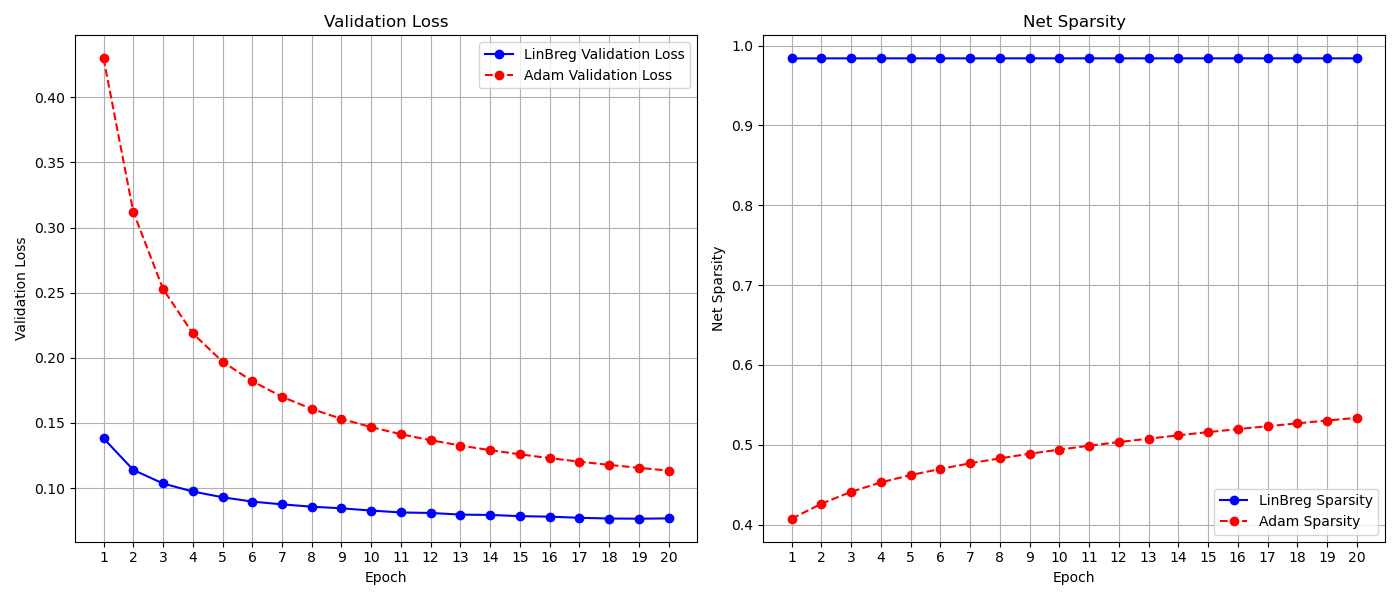 Validation Loss
LinBreg Validation Loss
Adam Validation Loss
Validation Loss
0.40
0.35
0.30
0.25
0.20
0.15
0.10
1 2 3 4 5 6 7 8 9 10 11 12 13 14 15 16 17 18 19 20
Epoch
Net Sparsity
Net Sparsity
1.0
0.9
0.8
0.7
0.6
0.5
0.4
LinBreg Sparsity
Adam Sparsity
1 2 3 4 5 6 7 8 9 10 11 12 13 14 15 16 17 18 19 20
Epoch